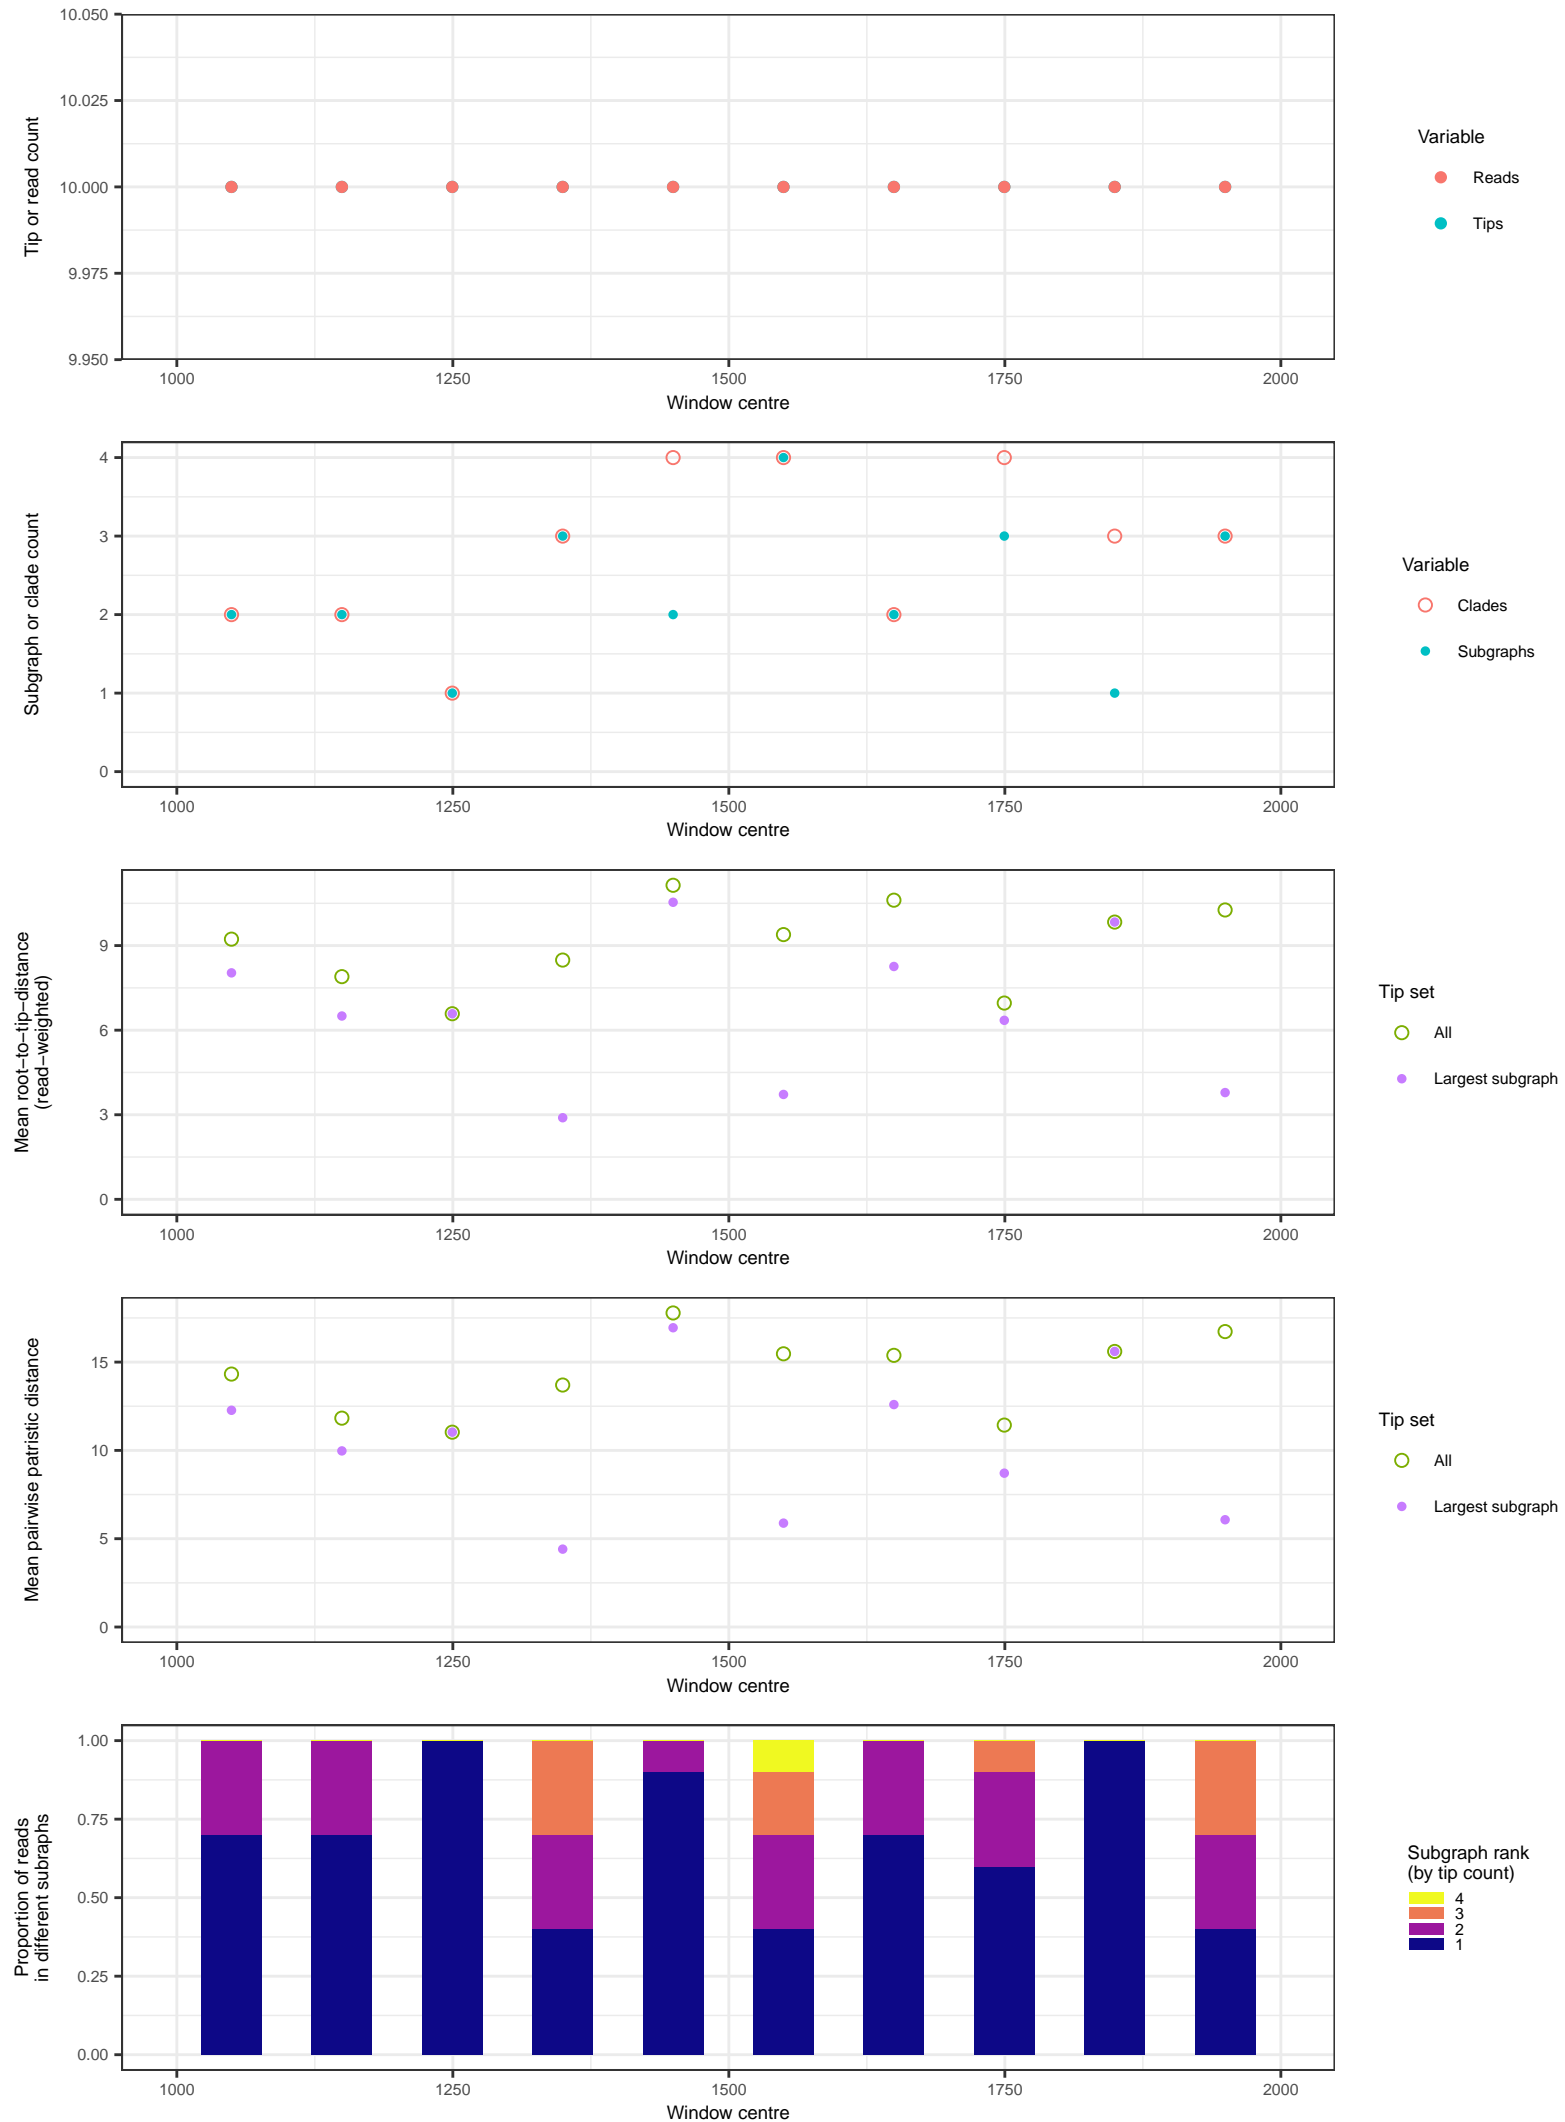 10.050
10.025
10.000
9.975
9.950
Tip or read count
1000 1250 1500 1750 2000
Window centre
Variable
Reads
Tips
4
3
2
1
0
Subgraph or clade count
1000 1250 1500 1750 2000
Window centre
Variable
Clades
Subgraphs
9
6
3
0
Mean root−to−tip−distance
(read−weighted)
1000 1250 1500 1750 2000
Window centre
Tip set
All
Largest subgraph
15
10
5
0
Mean pairwise patristic distance
1000 1250 1500 1750 2000
Window centre
Tip set
All
Largest subgraph
1.00
0.75
0.50
0.25
0.00
Proportion of reads
in different subraphs
1000 1250 1500 1750 2000
Window centre
Subgraph rank
(by tip count)
4
3
2
1